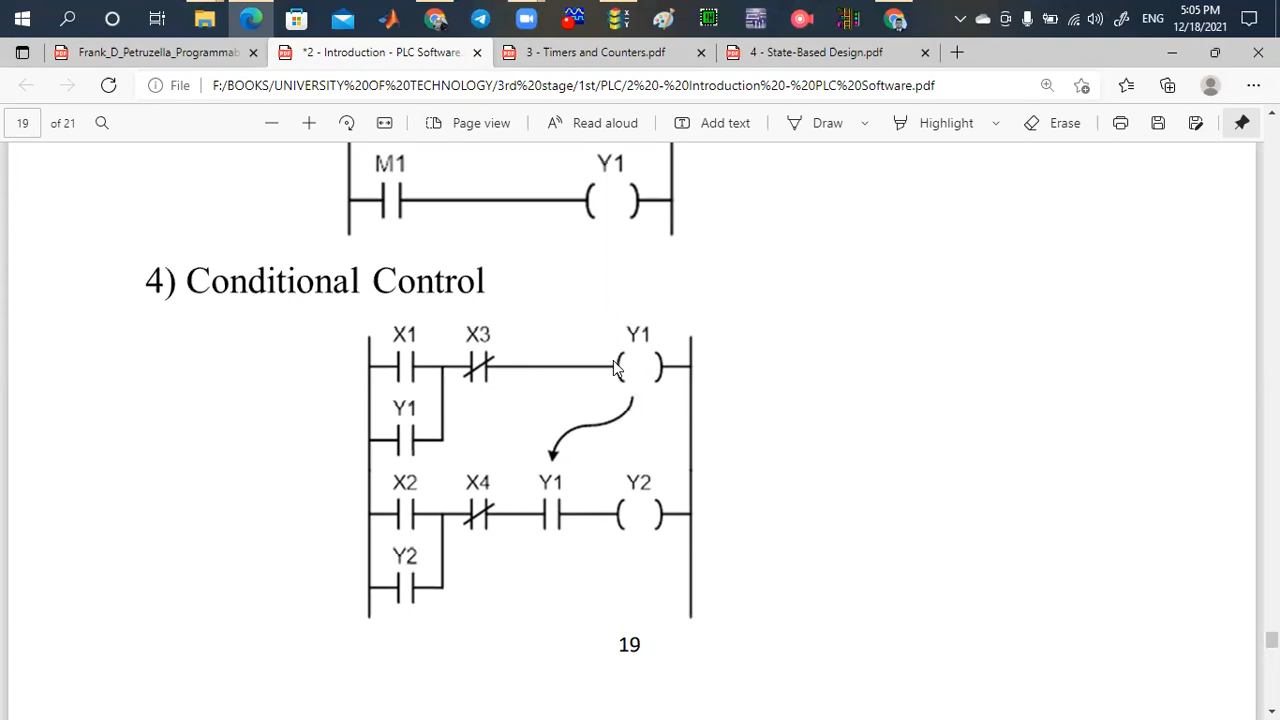 5:05 PM
ENG
12/18/2021
Frank_D_Petruzella_Programmab
*2 - Introduction - PLC Software.
3 - Timers and Counters.pdf
4 - State-Based Design.pdf
File
F:/BOOKS/UNIVERSITY%20OF%20TECHNOLOGY/3rd%20stage/1st/PLC/2%20-%20Introduction%20-%20PLC%20Software.pdf
19 of 21
Page view
Read aloud
Add text
Draw
Highlight
Erase
M1 Y1
4) Conditional Control
X1 X3 Y1
Y1
X2 X4 Y1 Y2
Y2
19